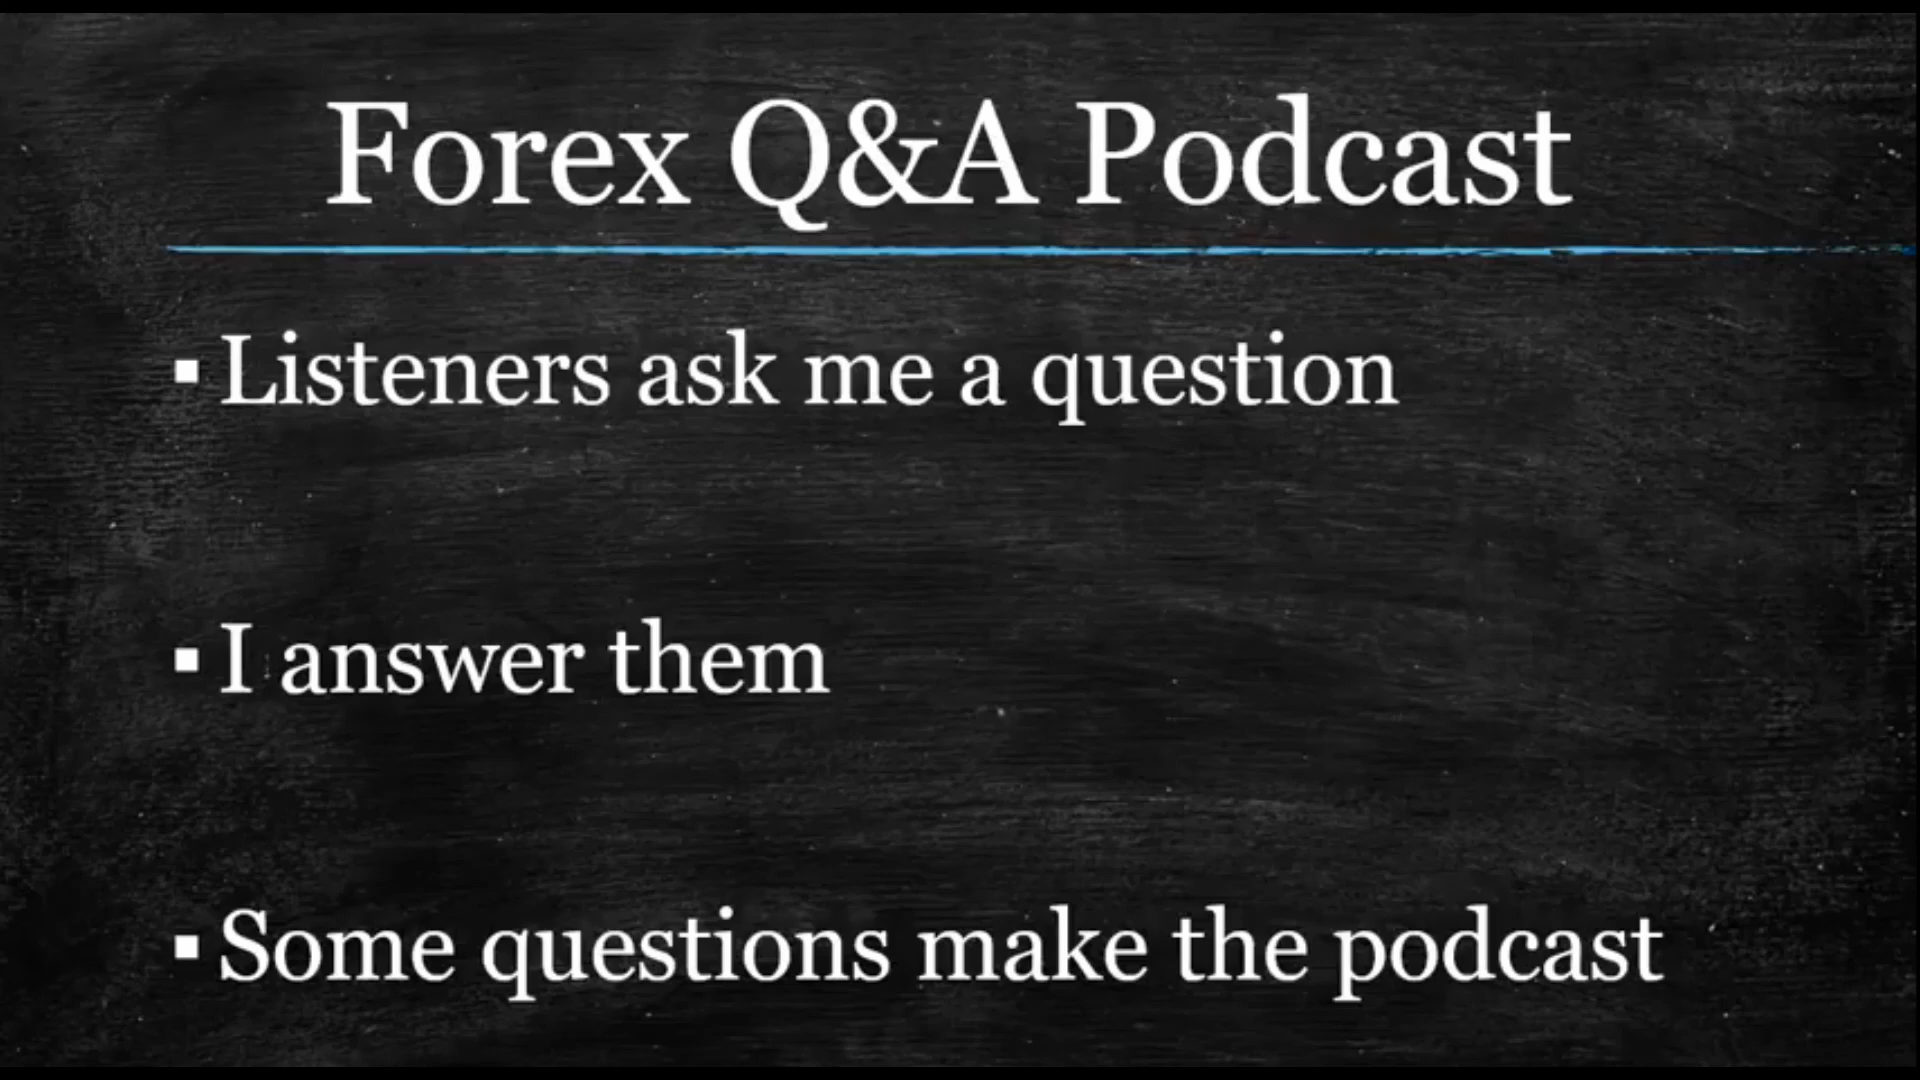 Forex Q&A Podcast
▪ Listeners ask me a question
▪ I answer them
▪ Some questions make the podcast